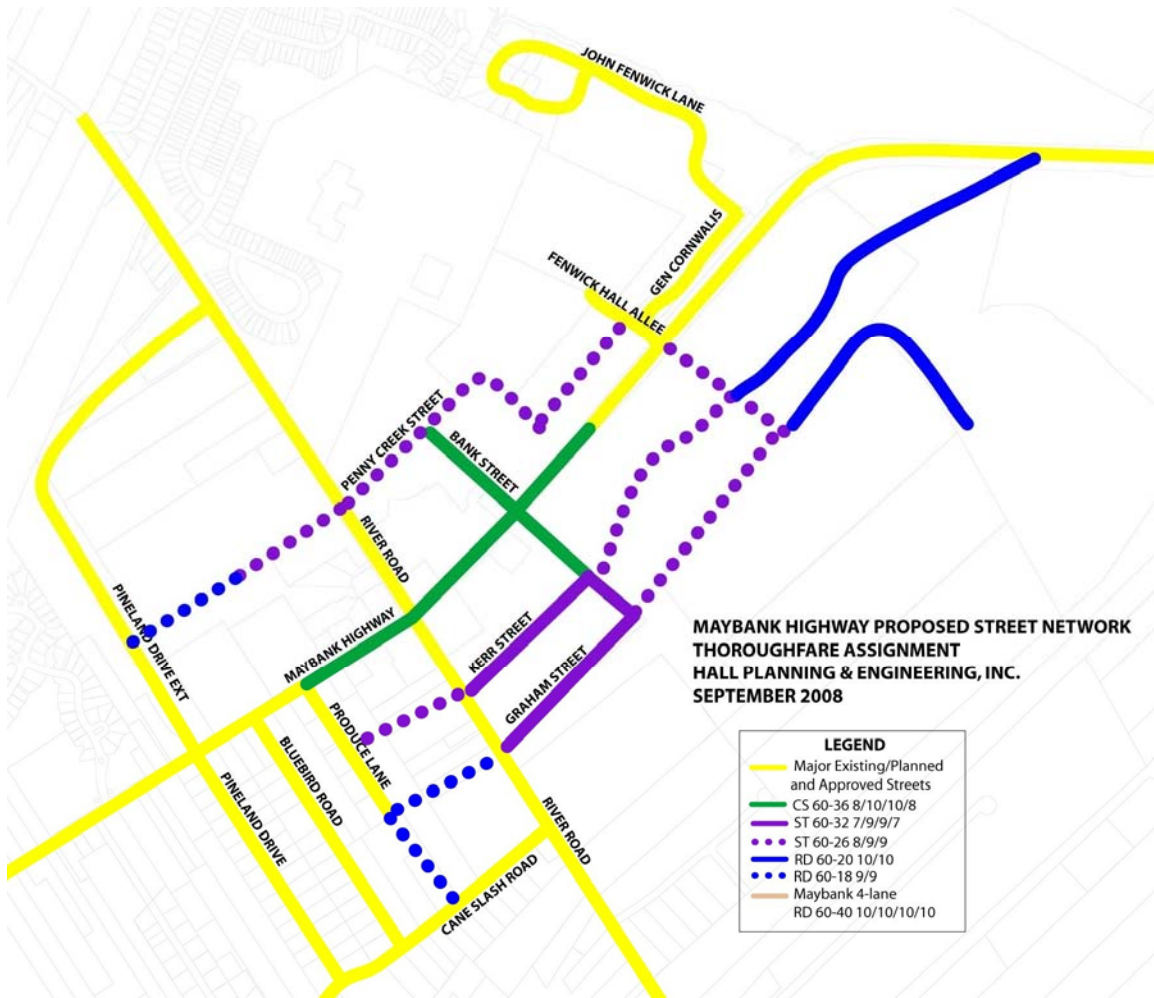 JOHN FENWICK LANE
GEN CORNWALIS
FENWICK HALL ALLEE
PENNY CREEK STREET
BANK STREET
RIVER ROAD
PINELAND DRIVE EXT
MAYBANK HIGHWAY
KERR STREET
GRAHAM STREET
PRODUCE LANE
BLUEBIRD ROAD
PINELAND DRIVE
RIVER ROAD
CANE SLASH ROAD
MAYBANK HIGHWAY PROPOSED STREET NETWORK
THOROUGHFARE ASSIGNMENT
HALL PLANNING & ENGINEERING, INC.
SEPTEMBER 2008
LEGEND
Major Existing/Planned
and Approved Streets
CS 60-36 8/10/10/8
ST 60-32 7/9/9/7
ST 60-26 8/9/9
RD 60-20 10/10
RD 60-18 9/9
Maybank 4-lane
RD 60-40 10/10/10/10